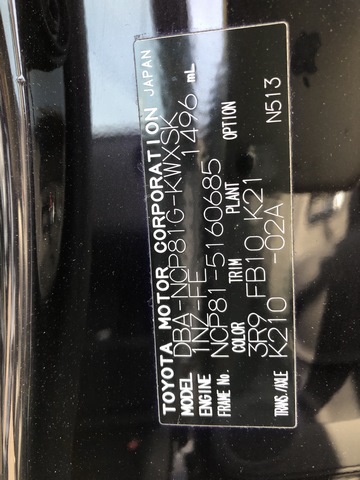 TOYOTA MOTOR CORPORATION JAPAN
MODEL DBA-NCP81G-KWXSK
ENGINE 1NZ-FE 1496 mL
FRAME No. NCP81-5160685
COLOR TRIM PLANT OPTION
3R9 FB10 K21
TRANS./AXLE K210 -02A N513